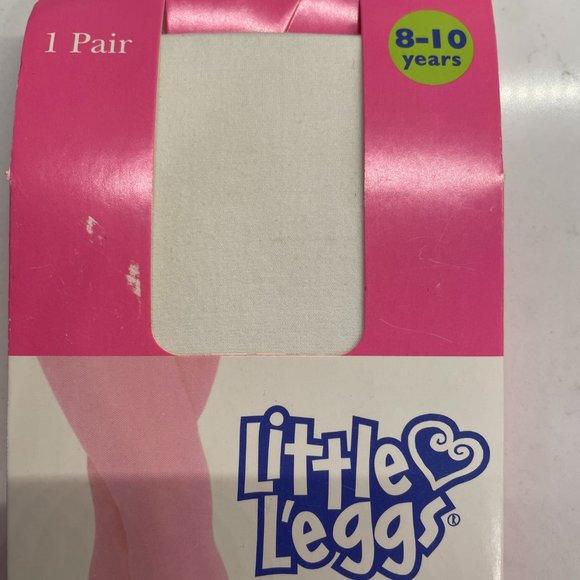 1 Pair
8-10
years
Little
L'eggs®